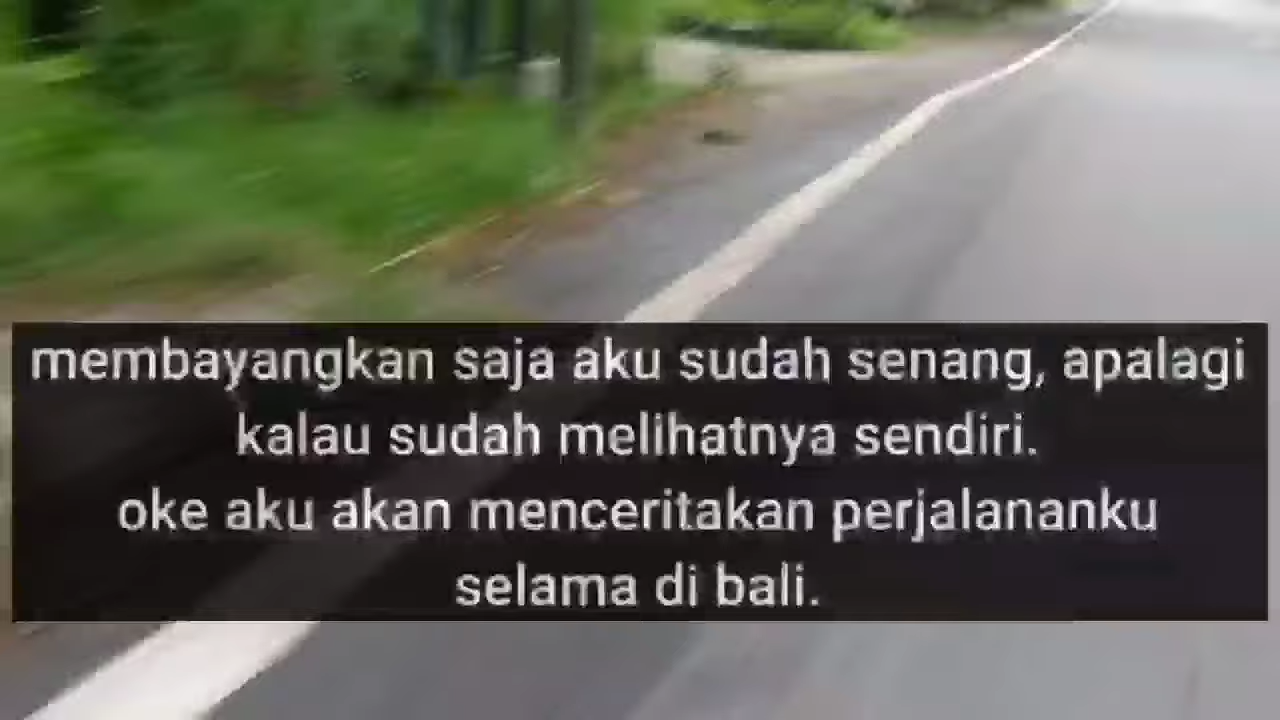 membayangkan saja aku sudah senang, apalagi
kalau sudah melihatnya sendiri.
oke aku akan menceritakan perjalananku
selama di bali.